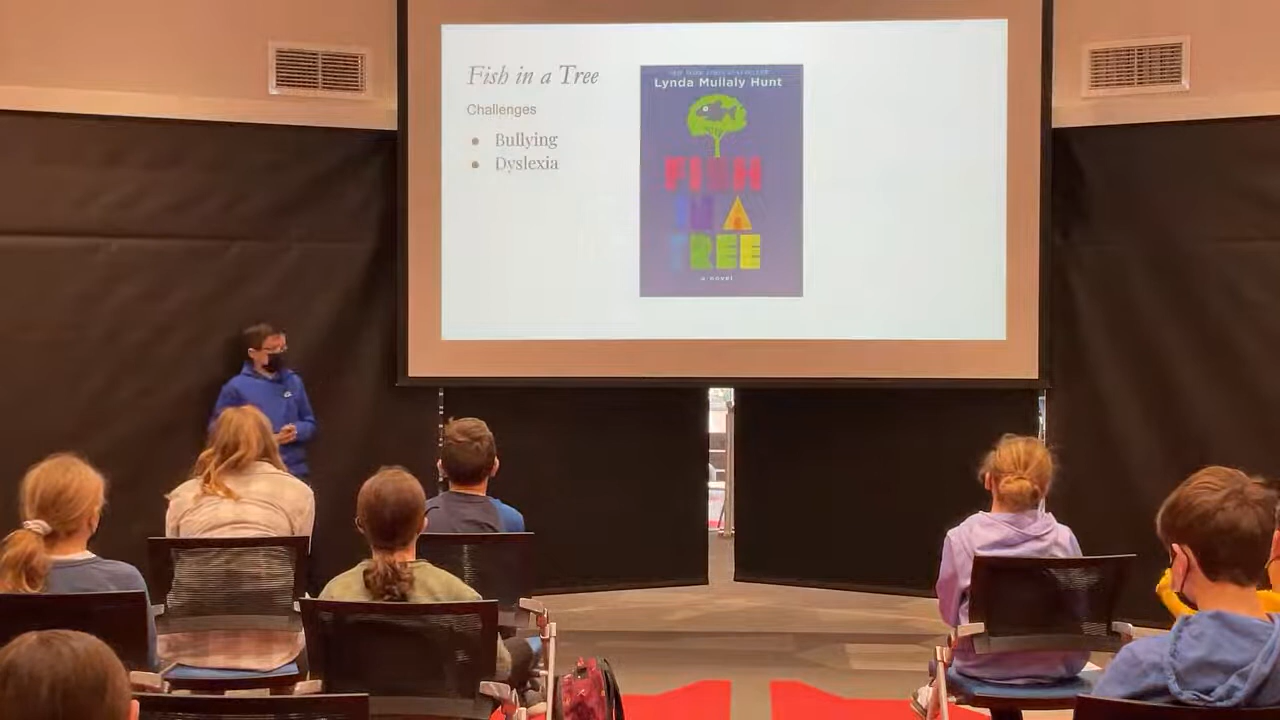 Fish in a Tree
Challenges
● Bullying
● Dyslexia
Lynda Mullaly Hunt
FISH
IN A
TREE
a novel